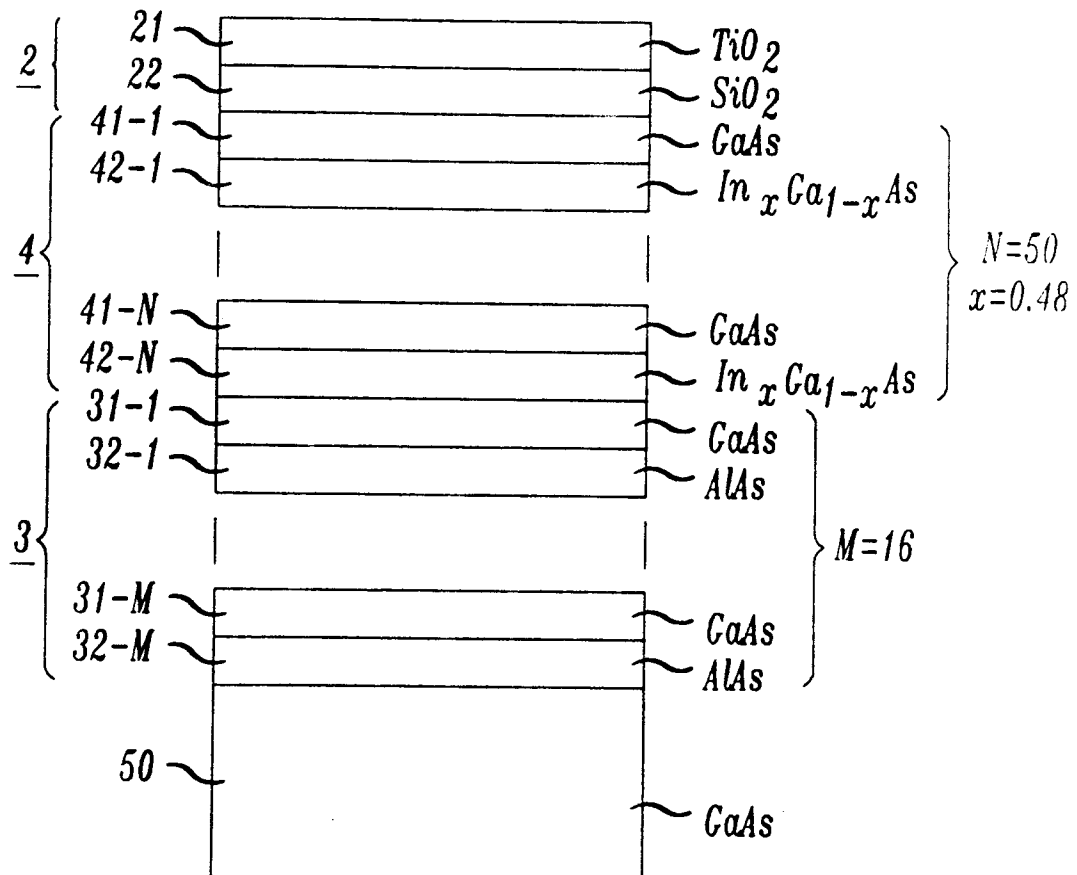 2
21
TiO2
22
SiO2
41-1
GaAs
42-1
InxGa1-xAs
4
N=50
x=0.48
41-N
GaAs
42-N
InxGa1-xAs
31-1
GaAs
32-1
AlAs
3
M=16
31-M
GaAs
32-M
AlAs
50
GaAs